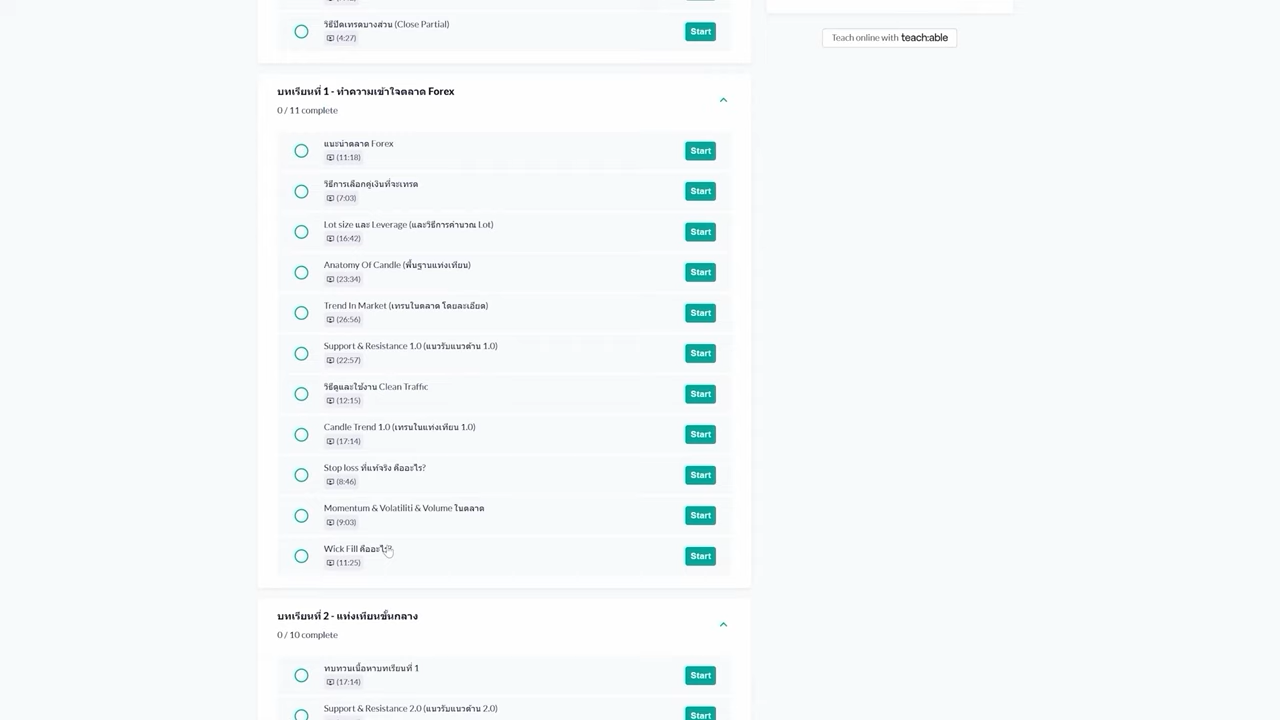 วิธีปิดเทรดบางส่วน (Close Partial)
(4:27)
Start
Teach online with teach:able
บทเรียนที่ 1 - ทำความเข้าใจตลาด Forex
0 / 11 complete
แนะนำตลาด Forex
(11:18)
Start
วิธีการเลือกคู่เงินที่จะเทรด
(7:03)
Start
Lot size และ Leverage (และวิธีการคำนวณ Lot)
(16:42)
Start
Anatomy Of Candle (พื้นฐานแท่งเทียน)
(23:34)
Start
Trend In Market (เทรนในตลาด โดยละเอียด)
(26:56)
Start
Support & Resistance 1.0 (แนวรับแนวต้าน 1.0)
(22:57)
Start
วิธีดูและใช้งาน Clean Traffic
(12:15)
Start
Candle Trend 1.0 (เทรนในแท่งเทียน 1.0)
(17:14)
Start
Stop loss ที่แท้จริง คืออะไร?
(8:46)
Start
Momentum & Volatiliti & Volume ในตลาด
(9:03)
Start
Wick Fill คืออะไร?
(11:25)
Start
บทเรียนที่ 2 - แท่งเทียนขั้นกลาง
0 / 10 complete
ทบทวนเนื้อหาบทเรียนที่ 1
(17:14)
Start
Support & Resistance 2.0 (แนวรับแนวต้าน 2.0)
Start